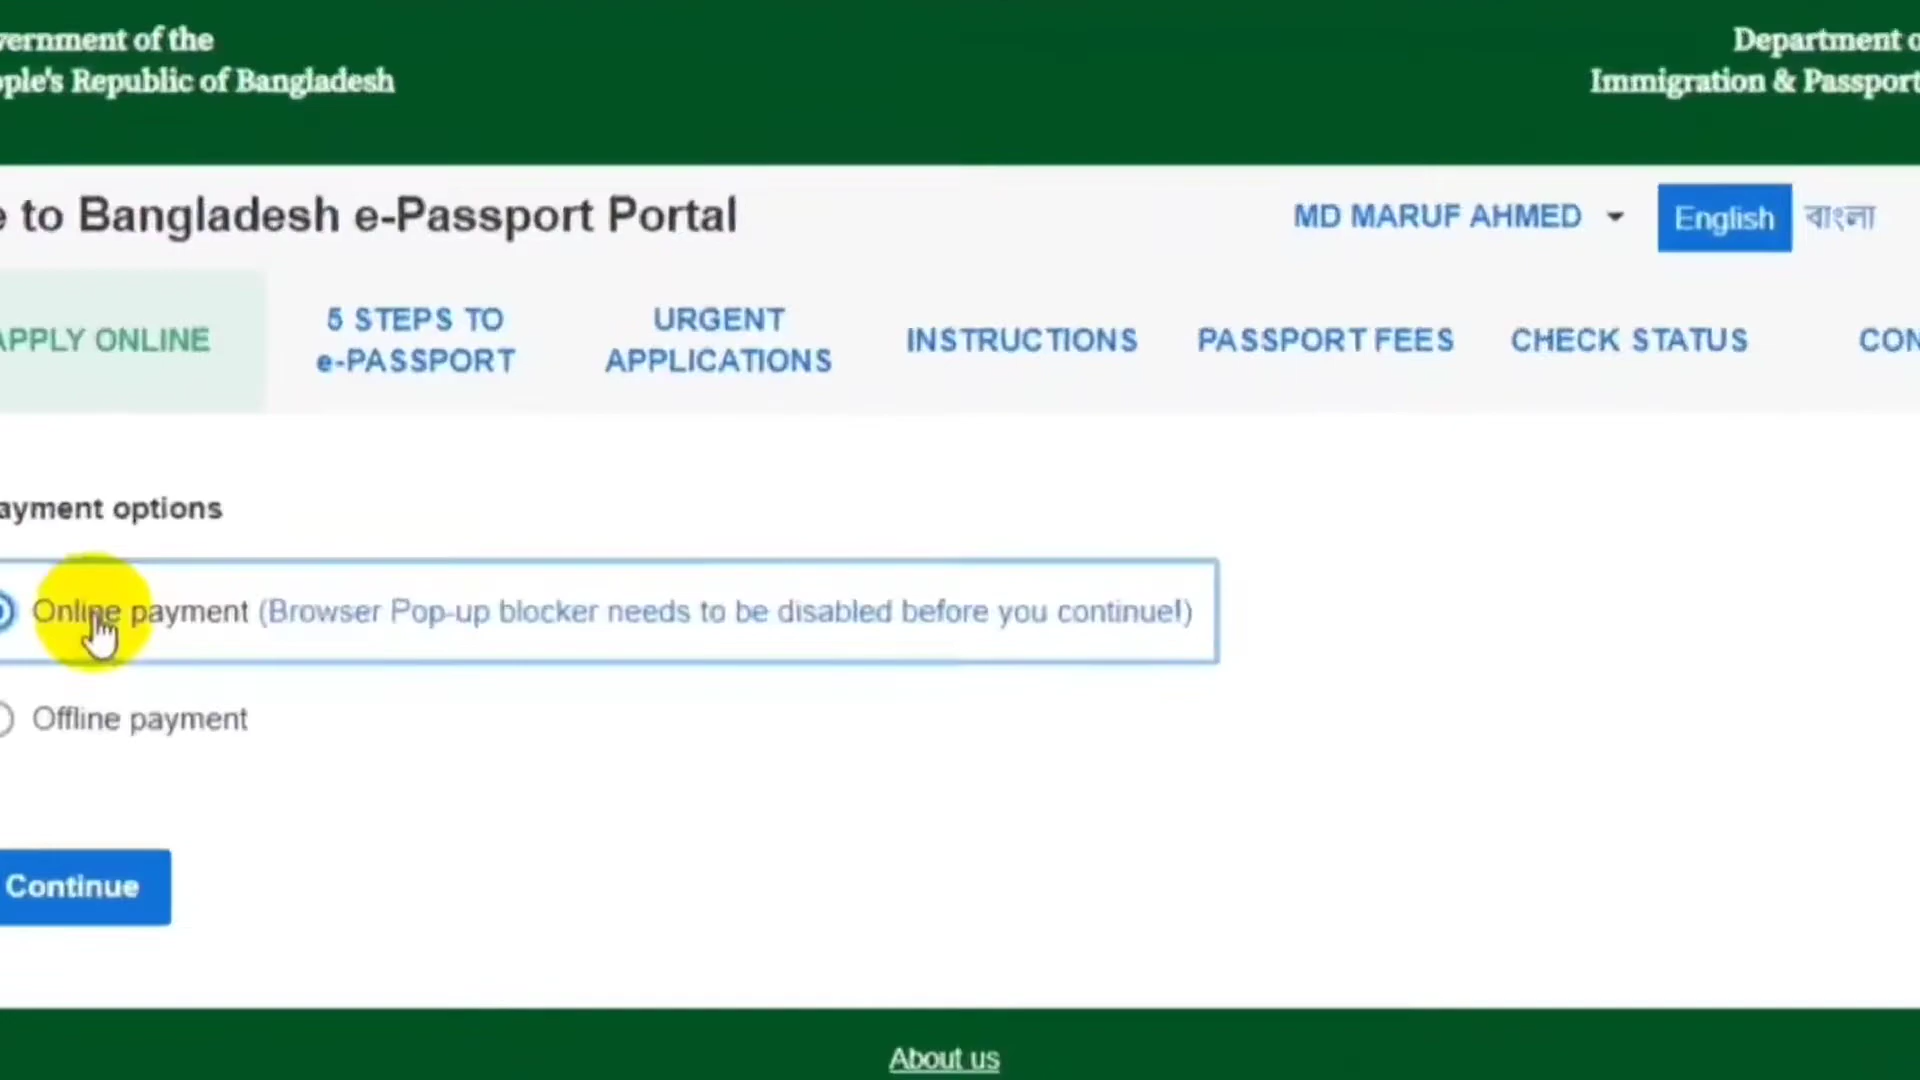 vernment of the
ople's Republic of Bangladesh
Department o
Immigration & Passport
e to Bangladesh e-Passport Portal
MD MARUF AHMED
English
বাংলা
APPLY ONLINE
5 STEPS TO
e-PASSPORT
URGENT
APPLICATIONS
INSTRUCTIONS
PASSPORT FEES
CHECK STATUS
CON
ayment options
Online payment (Browser Pop-up blocker needs to be disabled before you continue!)
Offline payment
Continue
About us